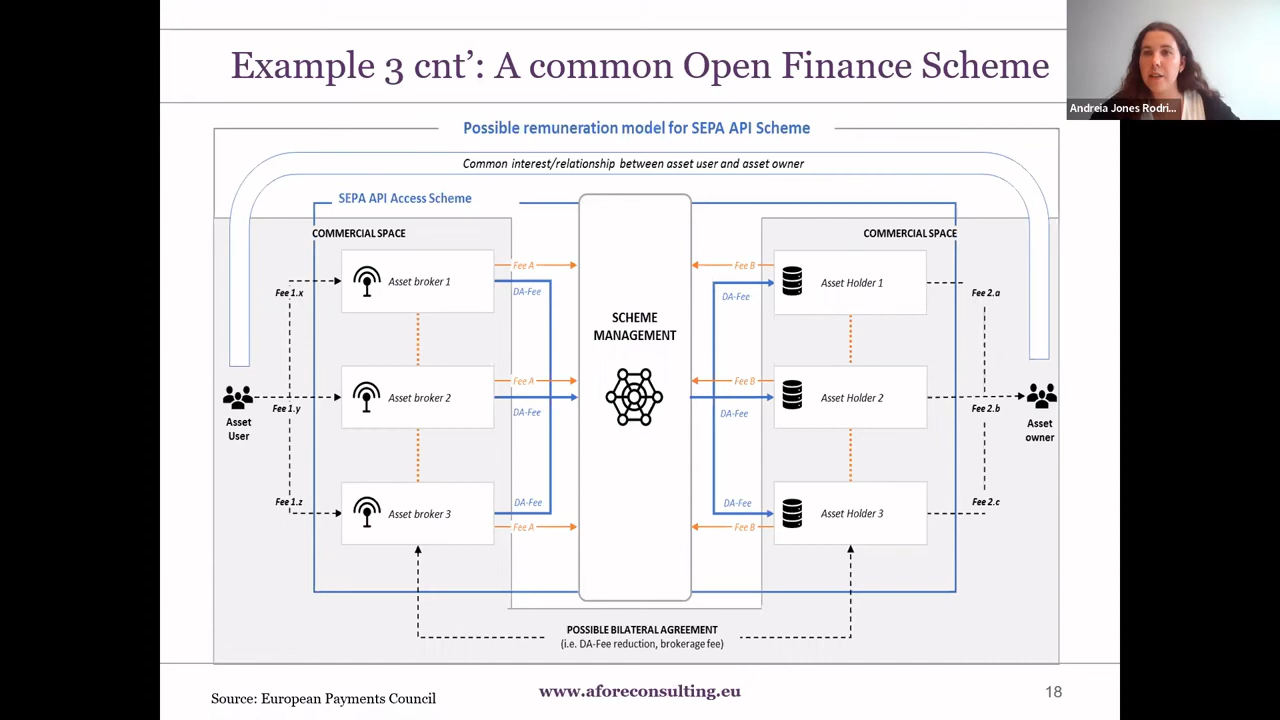 Example 3 cnt’: A common Open Finance Scheme
Andreia Jones Rodri...
Possible remuneration model for SEPA API Scheme
Common interest/relationship between asset user and asset owner
SEPA API Access Scheme
COMMERCIAL SPACE
COMMERCIAL SPACE
Fee 1.x
Asset broker 1
Fee A
DA-Fee
SCHEME
MANAGEMENT
Fee B
DA-Fee
Asset Holder 1
Fee 2.a
Asset
User
Fee 1.y
Asset broker 2
Fee A
DA-Fee
Fee B
DA-Fee
Asset Holder 2
Fee 2.b
Asset
owner
Fee 1.z
Asset broker 3
DA-Fee
Fee A
DA-Fee
Fee B
Asset Holder 3
Fee 2.c
POSSIBLE BILATERAL AGREEMENT
(i.e. DA-Fee reduction, brokerage fee)
Source: European Payments Council
www.aforeconsulting.eu
18